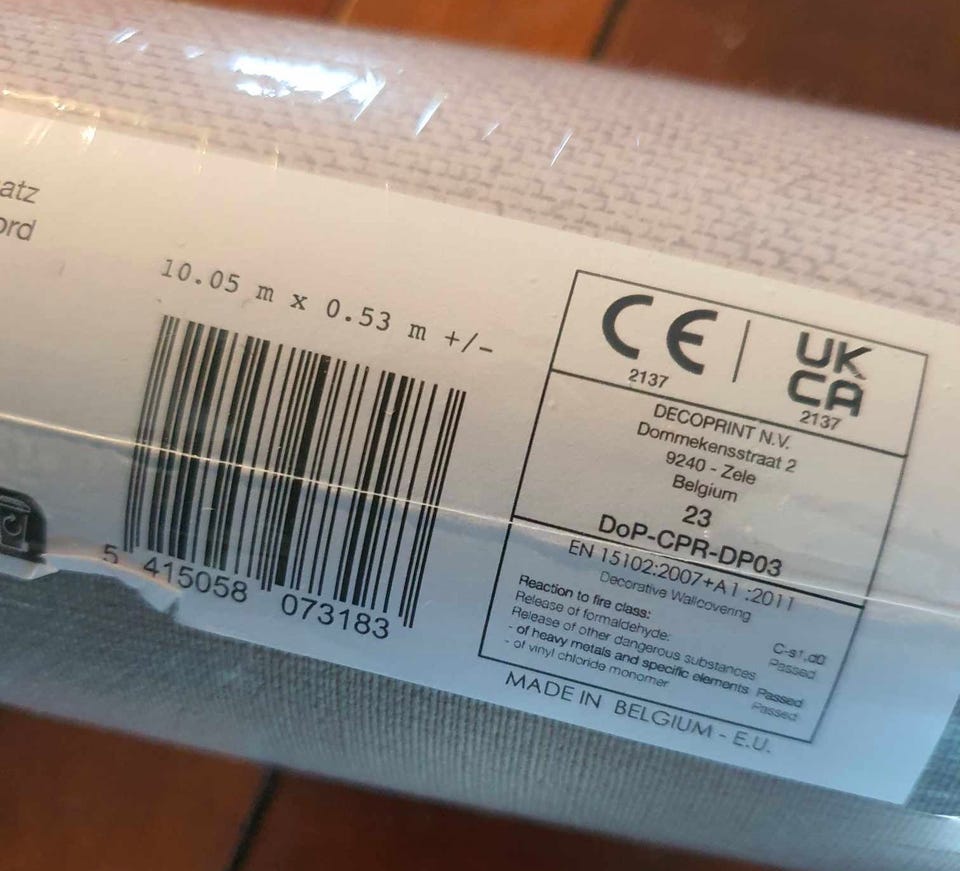 atz
ord
10.05 m x 0.53 m +/-
5 415058 073183
CE | UK
CA
2137
2137
DECOPRINT N.V.
Dommekensstraat 2
9240 - Zele
Belgium
23
DoP-CPR-DP03
EN 15102:2007+A1:2011
Decorative Wallcovering
Reaction to fire class: C-s1,d0
Release of formaldehyde: Passed
Release of other dangerous substances
- of heavy metals and specific elements Passed
- of vinyl chloride monomer Passed
MADE IN BELGIUM - E.U.